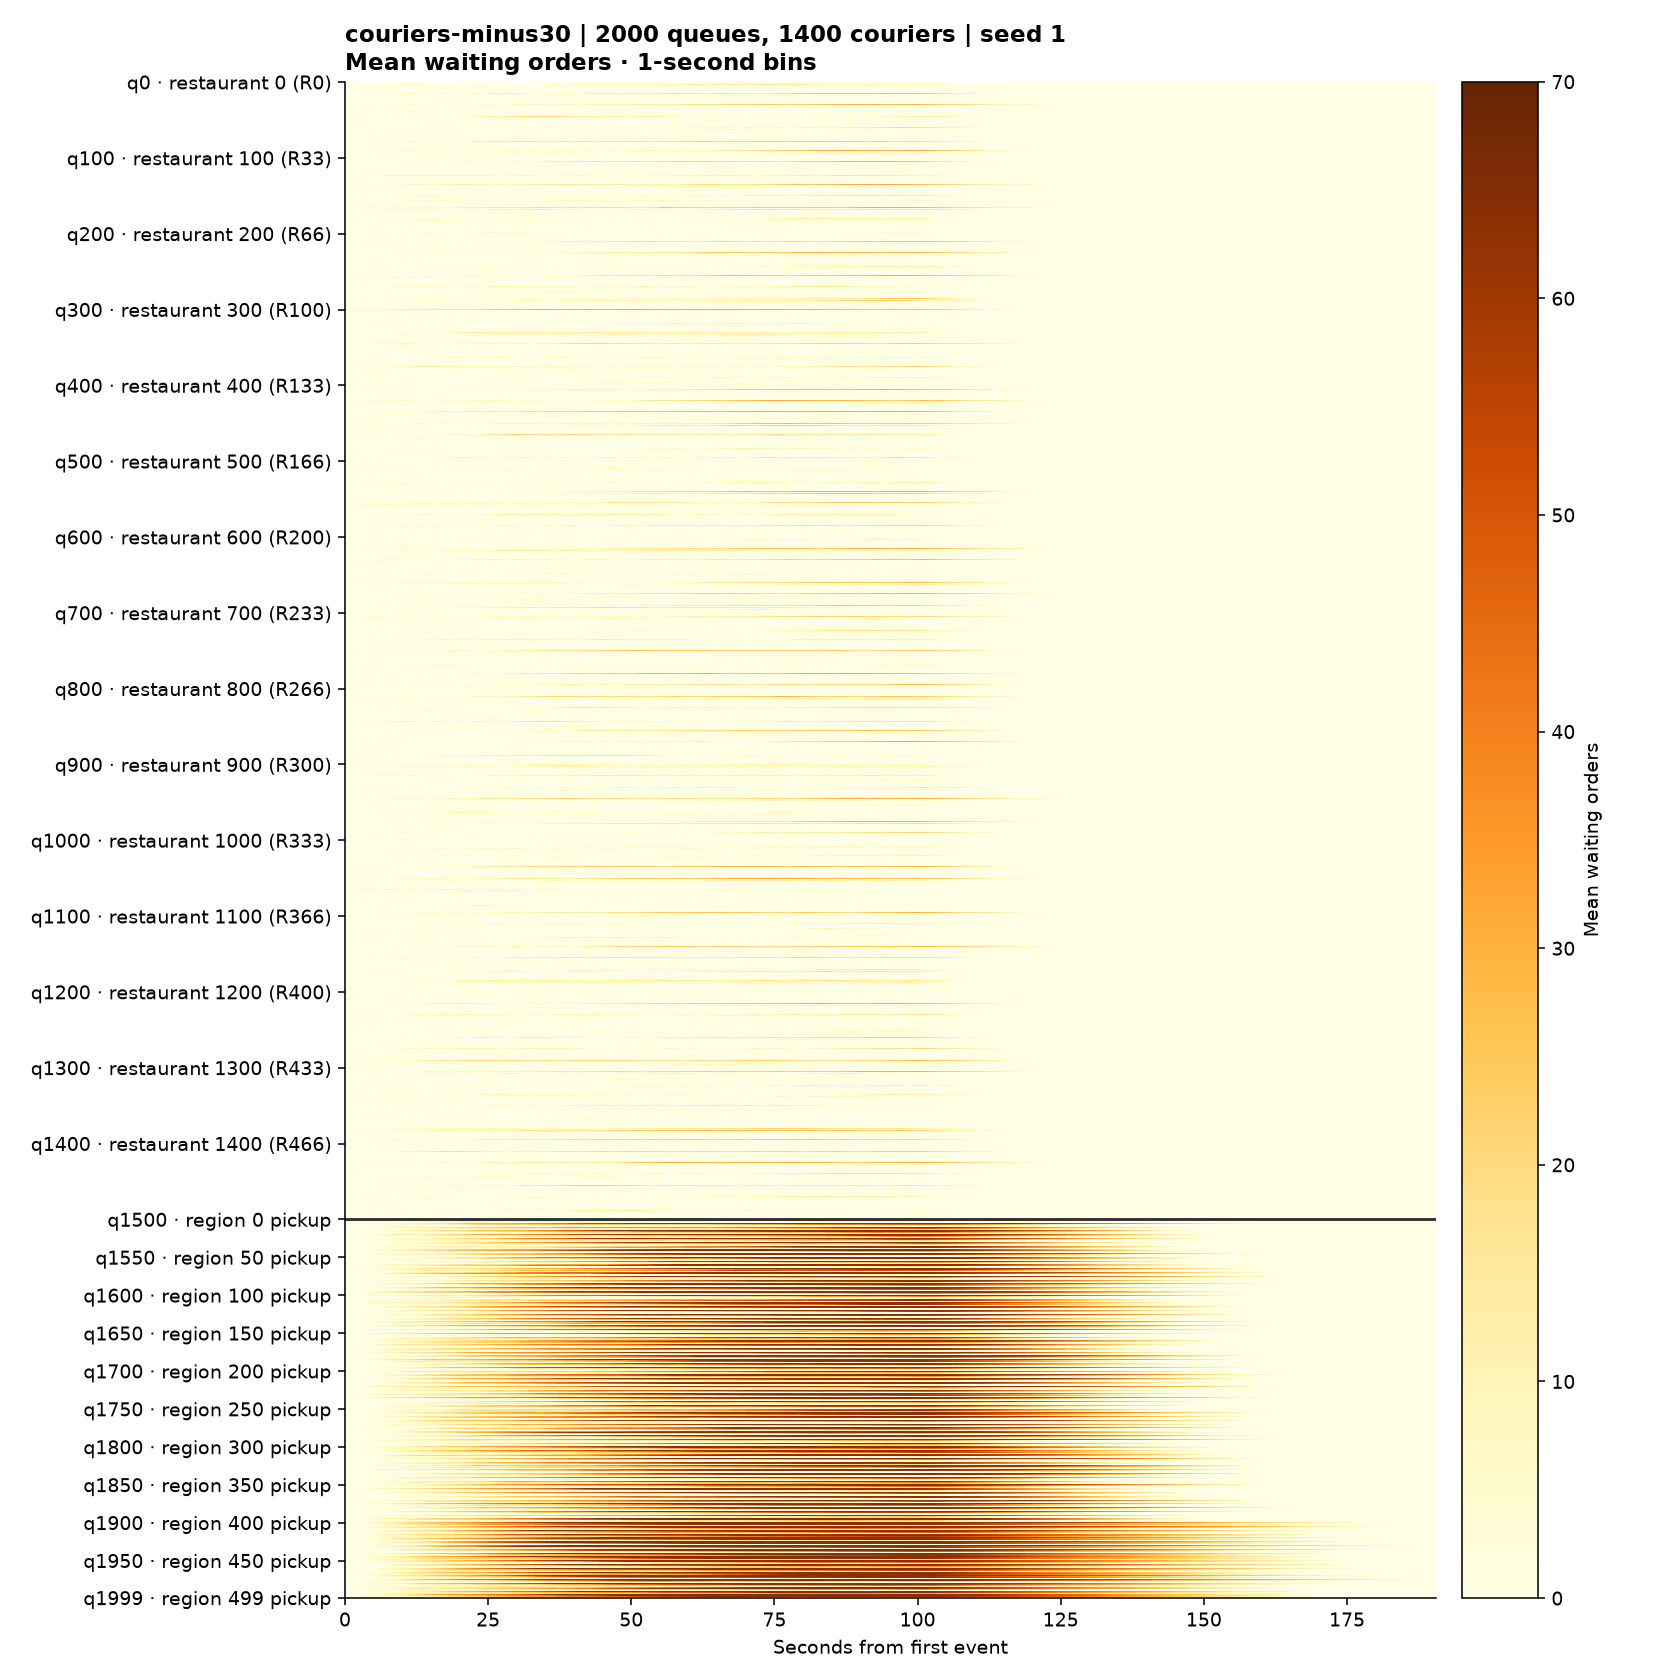 couriers-minus30 | 2000 queues, 1400 couriers | seed 1
Mean waiting orders · 1-second bins
q0 · restaurant 0 (R0)
q100 · restaurant 100 (R33)
q200 · restaurant 200 (R66)
q300 · restaurant 300 (R100)
q400 · restaurant 400 (R133)
q500 · restaurant 500 (R166)
q600 · restaurant 600 (R200)
q700 · restaurant 700 (R233)
q800 · restaurant 800 (R266)
q900 · restaurant 900 (R300)
q1000 · restaurant 1000 (R333)
q1100 · restaurant 1100 (R366)
q1200 · restaurant 1200 (R400)
q1300 · restaurant 1300 (R433)
q1400 · restaurant 1400 (R466)
q1500 · region 0 pickup
q1550 · region 50 pickup
q1600 · region 100 pickup
q1650 · region 150 pickup
q1700 · region 200 pickup
q1750 · region 250 pickup
q1800 · region 300 pickup
q1850 · region 350 pickup
q1900 · region 400 pickup
q1950 · region 450 pickup
q1999 · region 499 pickup
0 25 50 75 100 125 150 175
Seconds from first event
70
60
50
40
30
20
10
0
Mean waiting orders